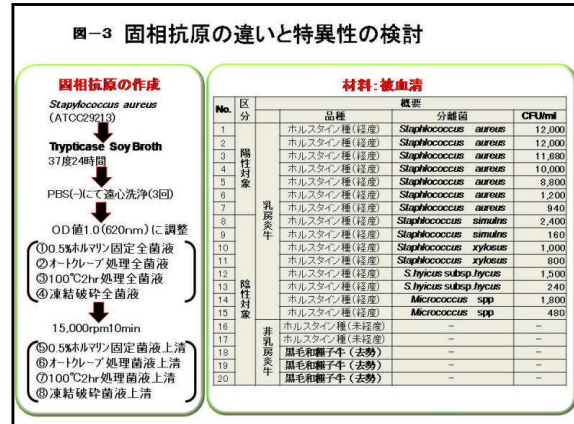 図-3 固相抗原の違いと特異性の検討
固相抗原の作成
Stapylococcus aureus
(ATCC29213)
Trypticase Soy Broth
37度24時間
PBS(-)にて遠心洗浄(3回)
OD値1.0(620nm)に調整
①0.5%ホルマリン固定全菌液
②オートクレーブ処理全菌液
③100℃2hr処理全菌液
④凍結破砕全菌液
15,000rpm10min
⑤0.5%ホルマリン固定菌液上清
⑥オートクレーブ処理菌液上清
⑦100℃2hr処理菌液上清
⑧凍結破砕菌液上清
材料:被血清
No. 区分 概要
品種 分離菌 CFU/ml
陽性対象
陰性対象
乳房炎牛
非乳房炎牛
1 ホルスタイン種(経産) Staphlococcus aureus 12,000
2 ホルスタイン種(経産) Staphlococcus aureus 12,000
3 ホルスタイン種(経産) Staphlococcus aureus 11,680
4 ホルスタイン種(経産) Staphlococcus aureus 10,000
5 ホルスタイン種(経産) Staphlococcus aureus 8,800
6 ホルスタイン種(経産) Staphlococcus aureus 1,200
7 ホルスタイン種(経産) Staphlococcus aureus 940
8 ホルスタイン種(経産) Staphlococcus simulns 2,400
9 ホルスタイン種(経産) Staphlococcus simulns 160
10 ホルスタイン種(経産) Staphlococcus xylosus 1,000
11 ホルスタイン種(経産) Staphlococcus xylosus 800
12 ホルスタイン種(経産) S.hyicus subsp.hycus 1,500
13 ホルスタイン種(経産) S.hyicus subsp.hycus 240
14 ホルスタイン種(経産) Micrococcus spp 1,800
15 ホルスタイン種(経産) Micrococcus spp 480
16 ホルスタイン種(未経産) - -
17 ホルスタイン種(未経産) - -
18 黒毛和種子牛(去勢) - -
19 黒毛和種子牛(去勢) - -
20 黒毛和種子牛(去勢) - -